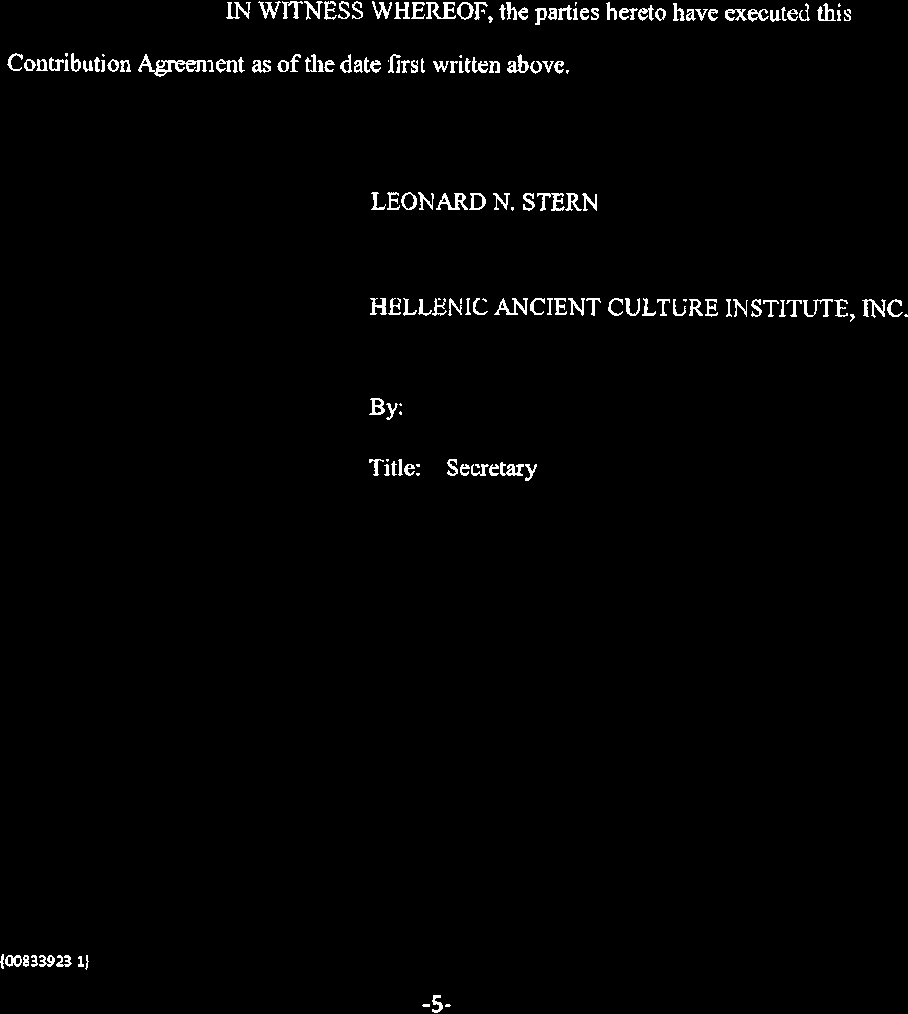 IN WITNESS WHEREOF, the parties hereto have executed this
Contribution Agreement as of the date first written above.
LEONARD N. STERN
HELLENIC ANCIENT CULTURE INSTITUTE, INC.
By:
Title: Secretary
{00833923 1}
-5-